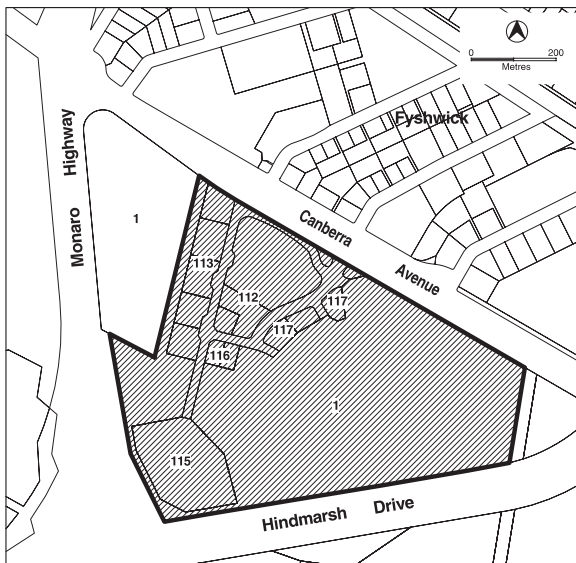 0 200
Metres
Fyshwick
Monaro Highway
1
Canberra Avenue
113
112
117
117
116
1
115
Hindmarsh Drive